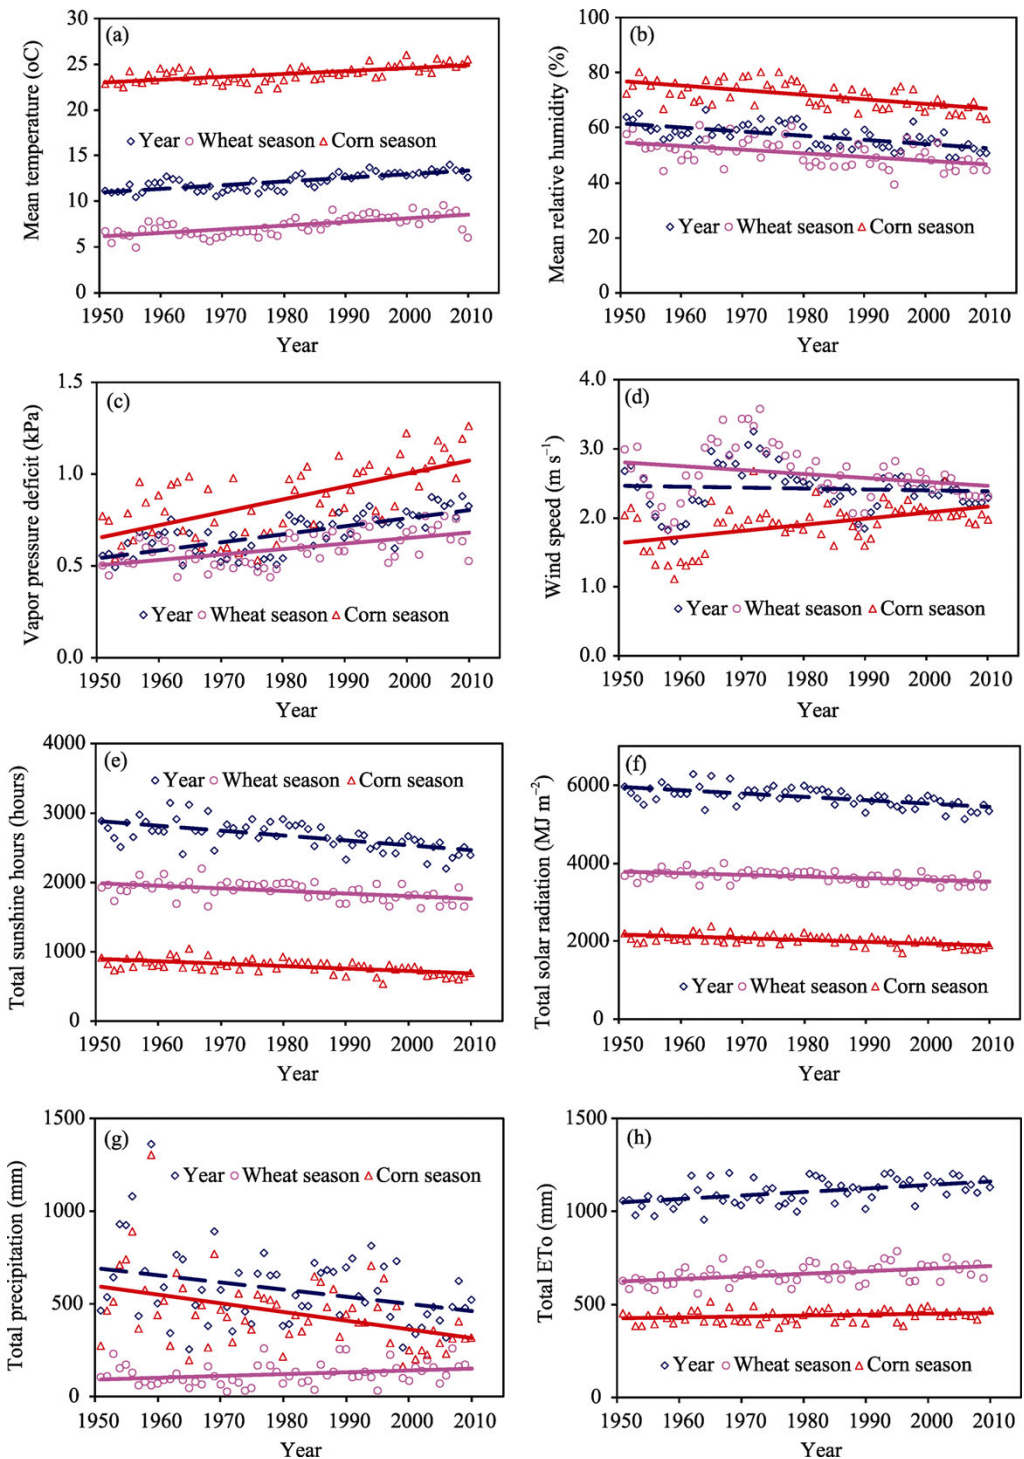 (a)
30
25
20
15
10
5
0
Mean temperature (oC)
Year Wheat season Corn season
1950 1960 1970 1980 1990 2000 2010
Year
(b)
100
80
60
40
20
0
Mean relative humidity (%)
Year Wheat season Corn season
1950 1960 1970 1980 1990 2000 2010
Year
(c)
1.5
1.0
0.5
0.0
Vapor pressure deficit (kPa)
Year Wheat season Corn season
1950 1960 1970 1980 1990 2000 2010
Year
(d)
4.0
3.0
2.0
1.0
0.0
Wind speed (m s⁻¹)
Year Wheat season Corn season
1950 1960 1970 1980 1990 2000 2010
Year
(e)
4000
3000
2000
1000
0
Total sunshine hours (hours)
Year Wheat season Corn season
1950 1960 1970 1980 1990 2000 2010
Year
(f)
6000
4000
2000
0
Total solar radiation (MJ m⁻²)
Year Wheat season Corn season
1950 1960 1970 1980 1990 2000 2010
Year
(g)
1500
1000
500
0
Total precipitation (mm)
Year Wheat season Corn season
1950 1960 1970 1980 1990 2000 2010
Year
(h)
1500
1000
500
0
Total ETo (mm)
Year Wheat season Corn season
1950 1960 1970 1980 1990 2000 2010
Year